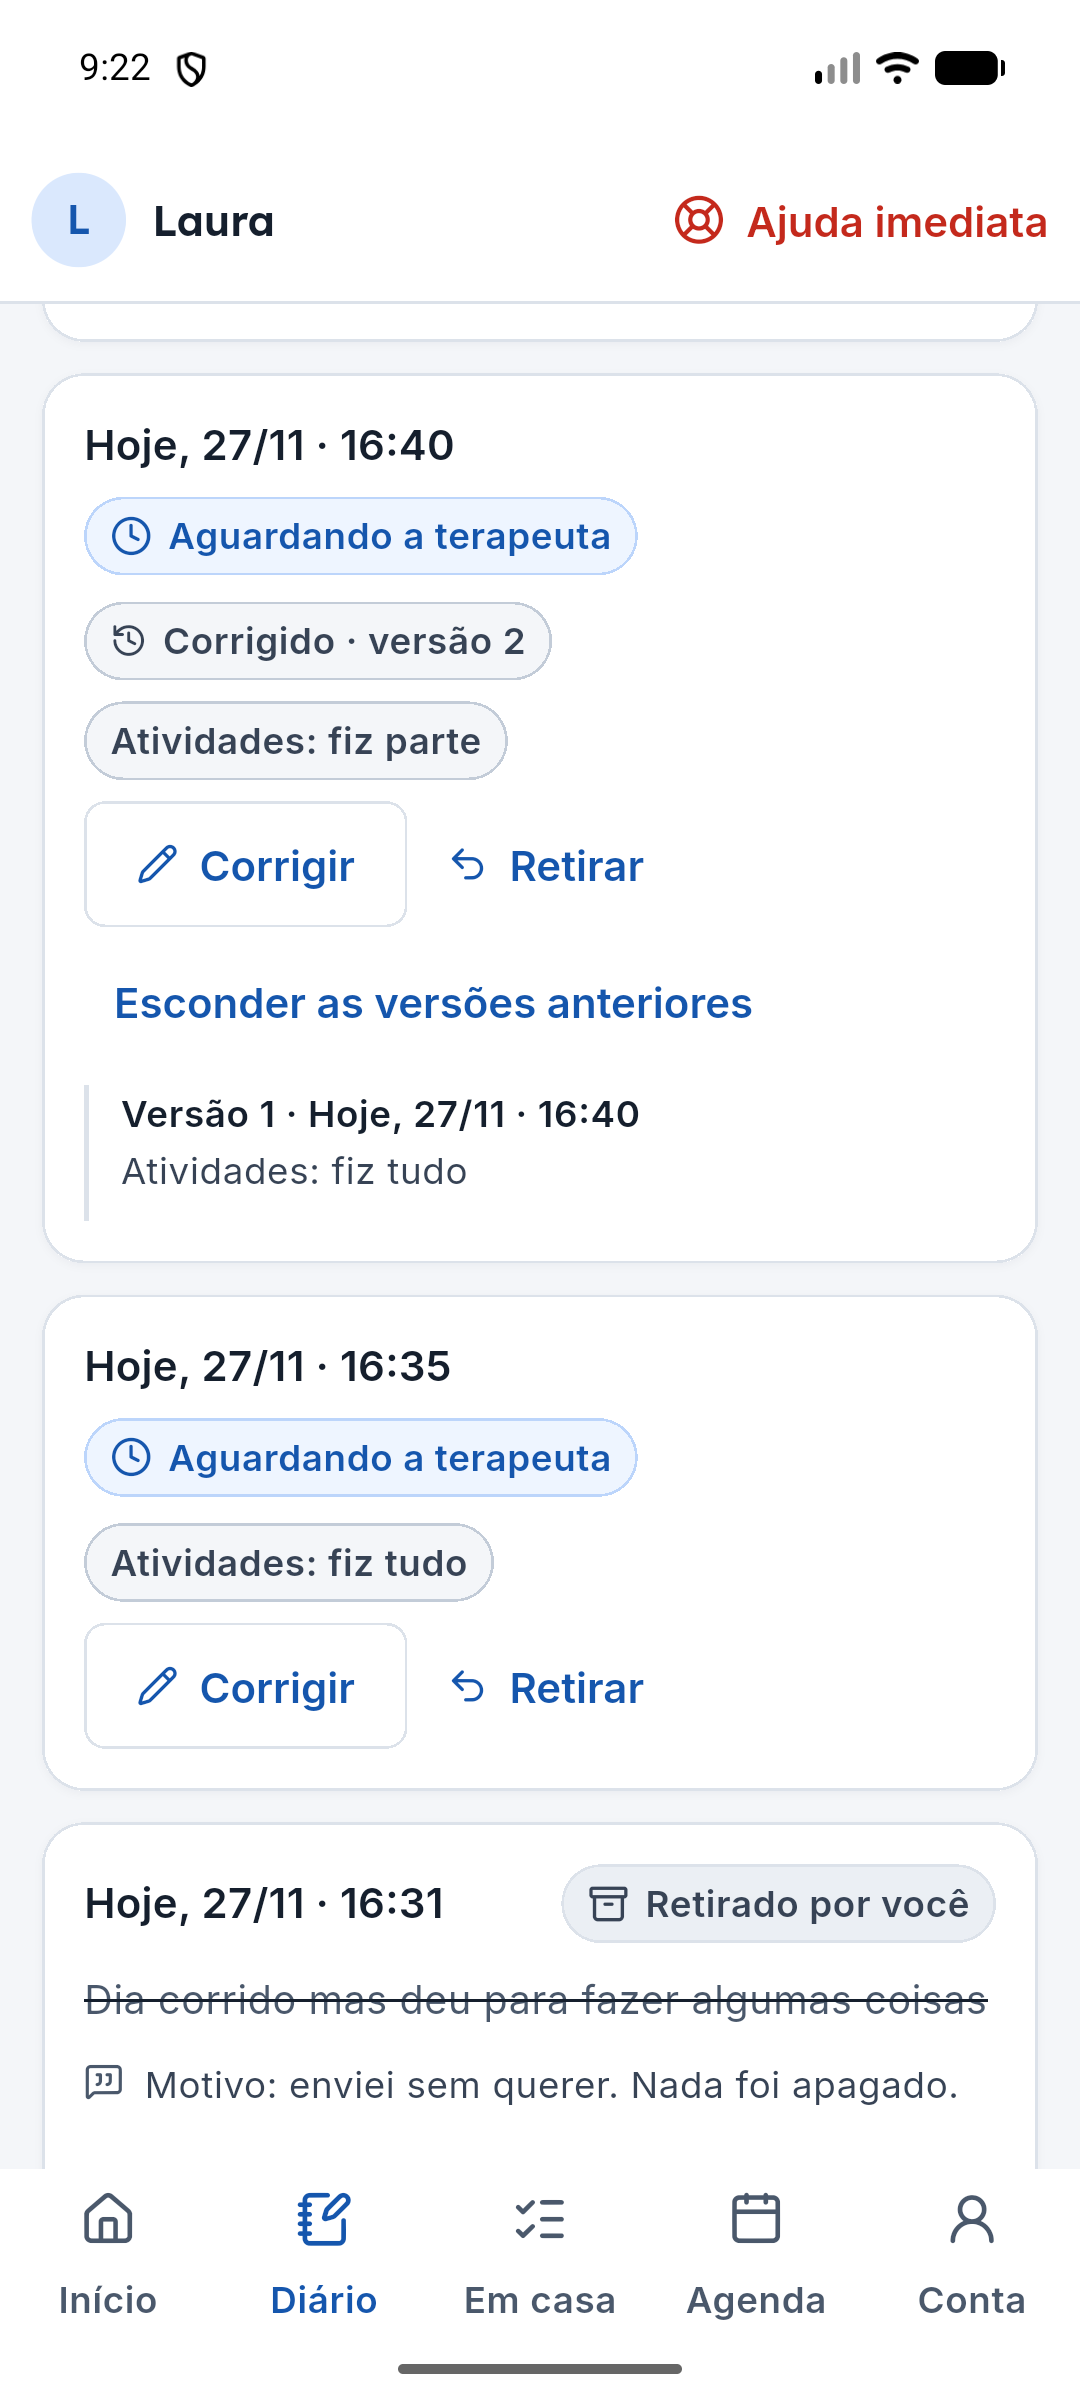 9:22
L
Laura
Ajuda imediata
Hoje, 27/11 · 16:40
Aguardando a terapeuta
Corrigido · versão 2
Atividades: fiz parte
Corrigir
Retirar
Esconder as versões anteriores
Versão 1 · Hoje, 27/11 · 16:40
Atividades: fiz tudo
Hoje, 27/11 · 16:35
Aguardando a terapeuta
Atividades: fiz tudo
Corrigir
Retirar
Hoje, 27/11 · 16:31
Retirado por você
Dia corrido mas deu para fazer algumas coisas
Motivo: enviei sem querer. Nada foi apagado.
Início
Diário
Em casa
Agenda
Conta